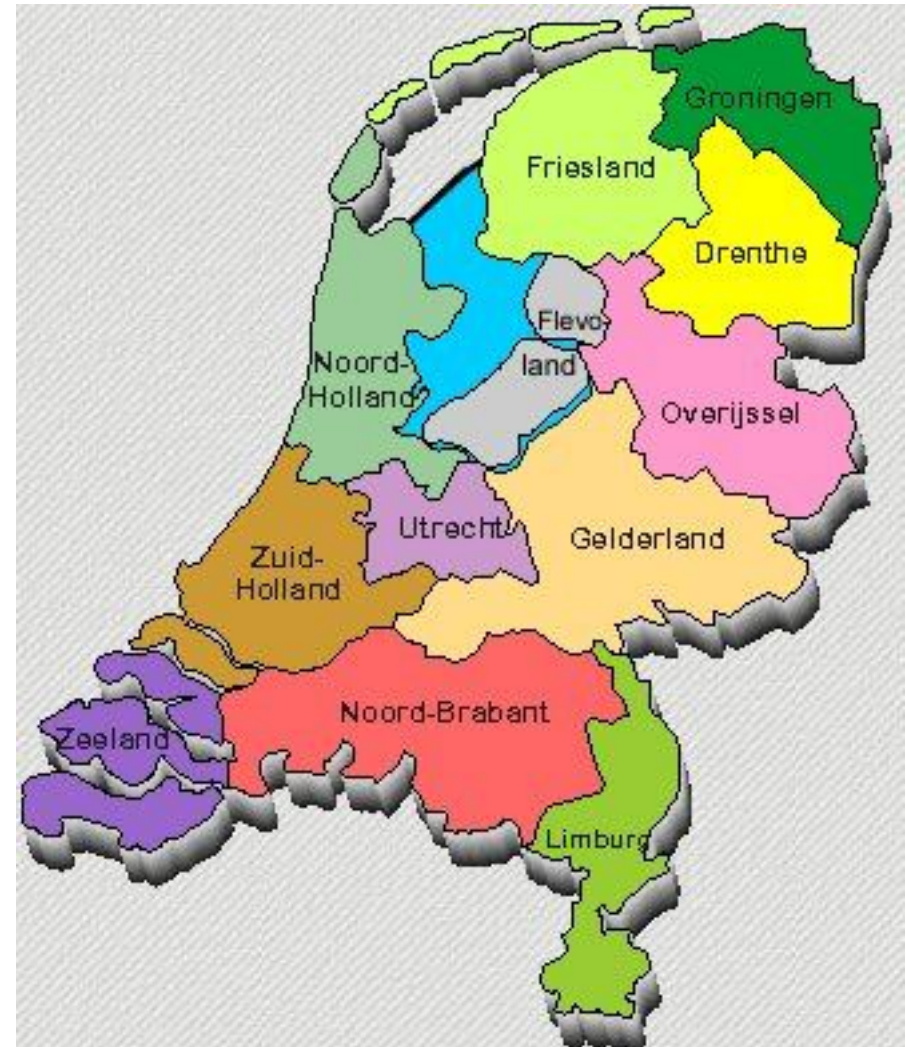 Groningen
Friesland
Drenthe
Flevo
land
Noord-
Holland
Overijssel
Utrecht
Gelderland
Zuid-
Holland
Noord-Brabant
Zeeland
Limburg